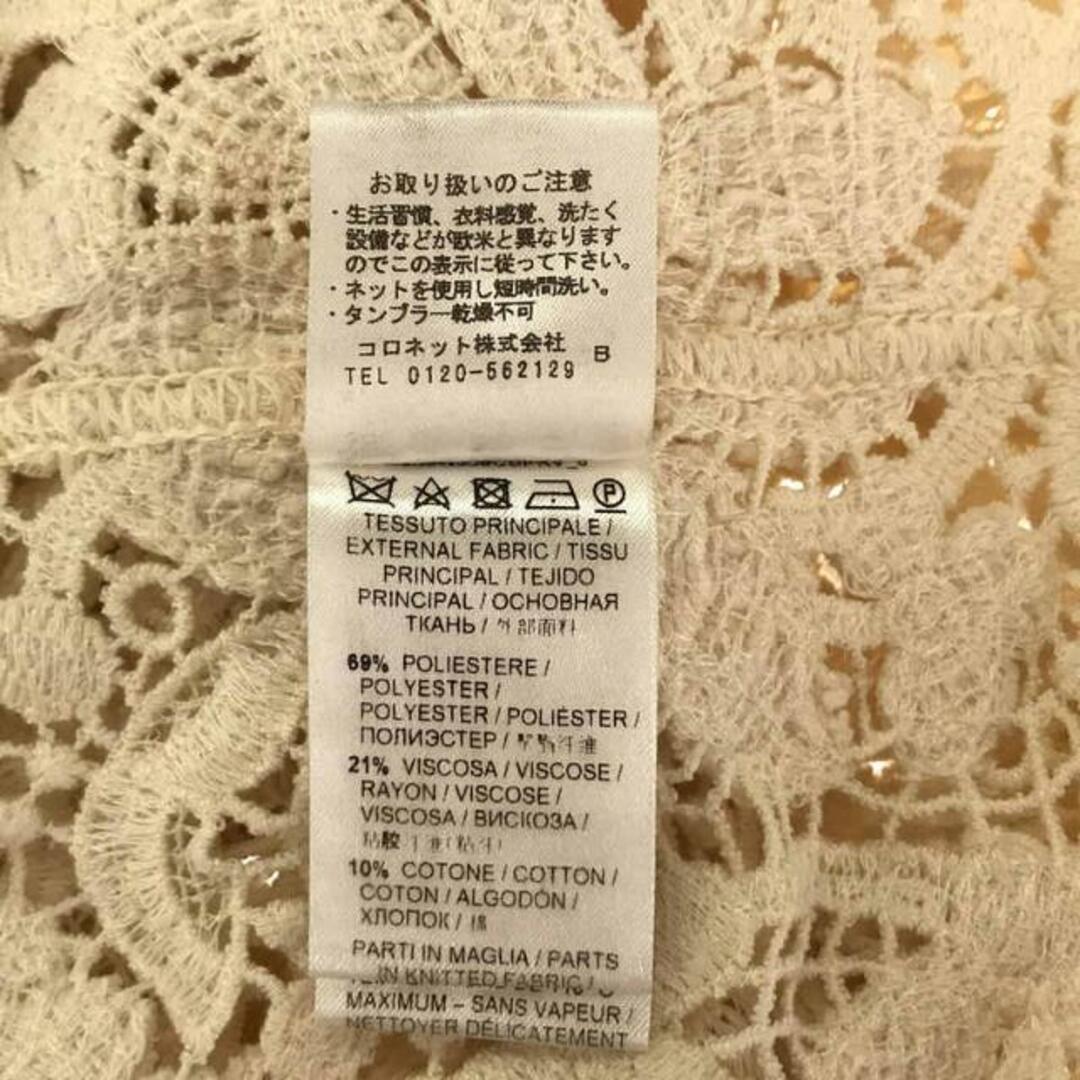 お取り扱いのご注意
・生活習慣、衣料感覚、洗たく
設備などが欧米と異なります
のでこの表示に従って下さい。
・ネットを使用し短時間洗い。
・タンブラー乾燥不可
コロネット株式会社 B
TEL 0120-562129
P
TESSUTO PRINCIPALE /
EXTERNAL FABRIC / TISSU
PRINCIPAL / TEJIDO
PRINCIPAL / ОСНОВНАЯ
ТКАНЬ / 外部面料
69% POLIESTERE /
POLYESTER /
POLYESTER / POLIÉSTER /
ПОЛИЭСТЕР /
21% VISCOSA / VISCOSE /
RAYON / VISCOSE /
VISCOSA / ВИСКОЗА /
10% COTONE / COTTON /
COTON / ALGODÓN /
ХЛОПОК / 棉
PARTI IN MAGLIA / PARTS
IN KNITTED FABRIC /
MAXIMUM – SANS VAPEUR /
NETTOYER DÉLICATEMENT